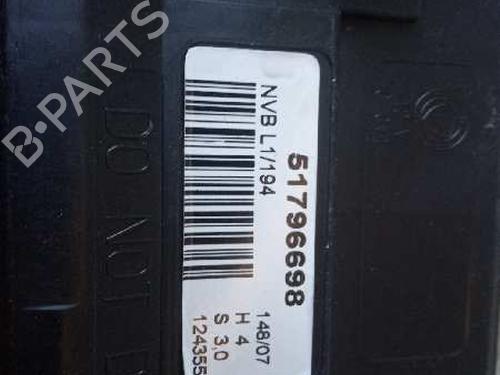 B-PARTS
DO NOT
NVB L1/194
51796698
148/07
H 4
S 3,0
124355